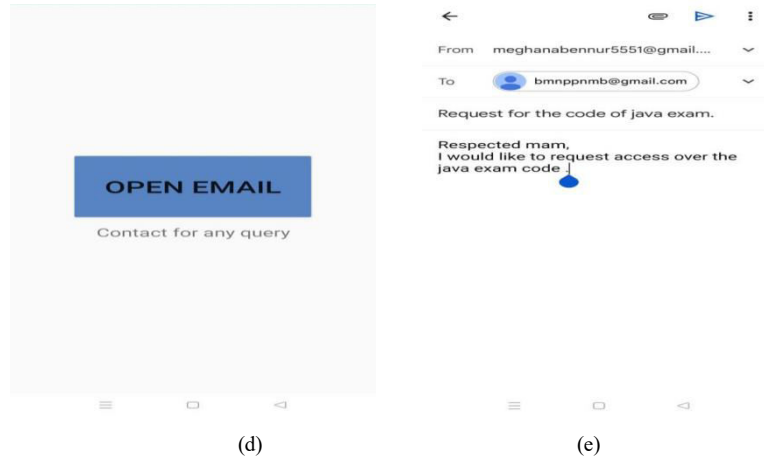 OPEN EMAIL
Contact for any query
(d)
From meghanabennur5551@gmail....
To bmnppnmb@gmail.com
Request for the code of java exam.
Respected mam,
I would like to request access over the
java exam code .
(e)